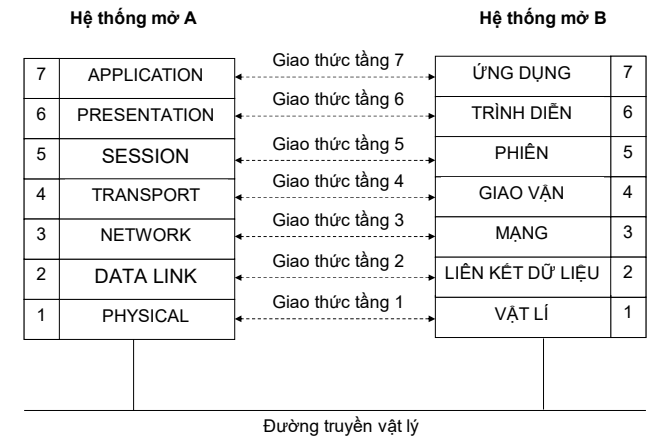 Hệ thống mở A Hệ thống mở B
7 APPLICATION Giao thức tầng 7 ỨNG DỤNG 7
6 PRESENTATION Giao thức tầng 6 TRÌNH DIỄN 6
5 SESSION Giao thức tầng 5 PHIÊN 5
4 TRANSPORT Giao thức tầng 4 GIAO VẬN 4
3 NETWORK Giao thức tầng 3 MẠNG 3
2 DATA LINK Giao thức tầng 2 LIÊN KẾT DỮ LIỆU 2
1 PHYSICAL Giao thức tầng 1 VẬT LÍ 1
Đường truyền vật lý